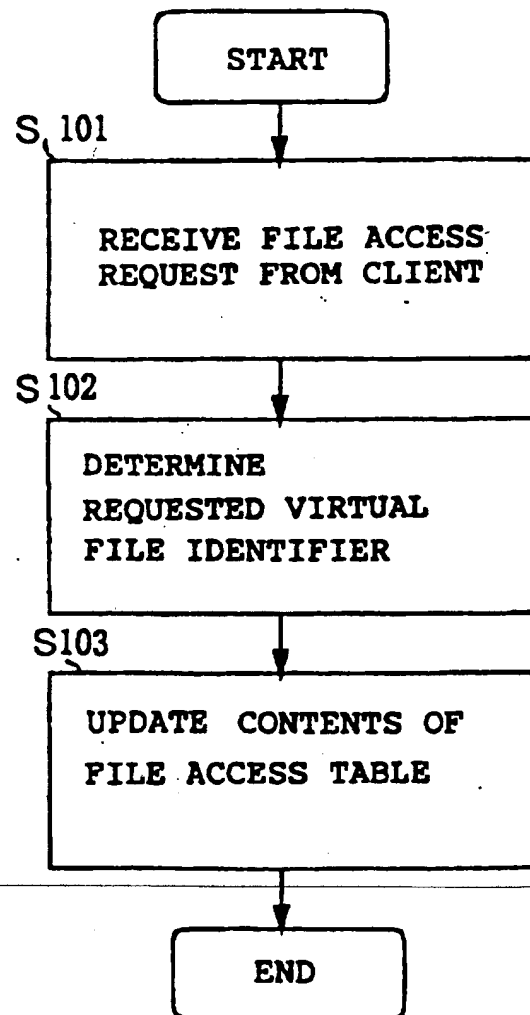 START
S 101
RECEIVE FILE ACCESS
REQUEST FROM CLIENT
S 102
DETERMINE
REQUESTED VIRTUAL
FILE IDENTIFIER
S103
UPDATE CONTENTS OF
FILE ACCESS TABLE
END